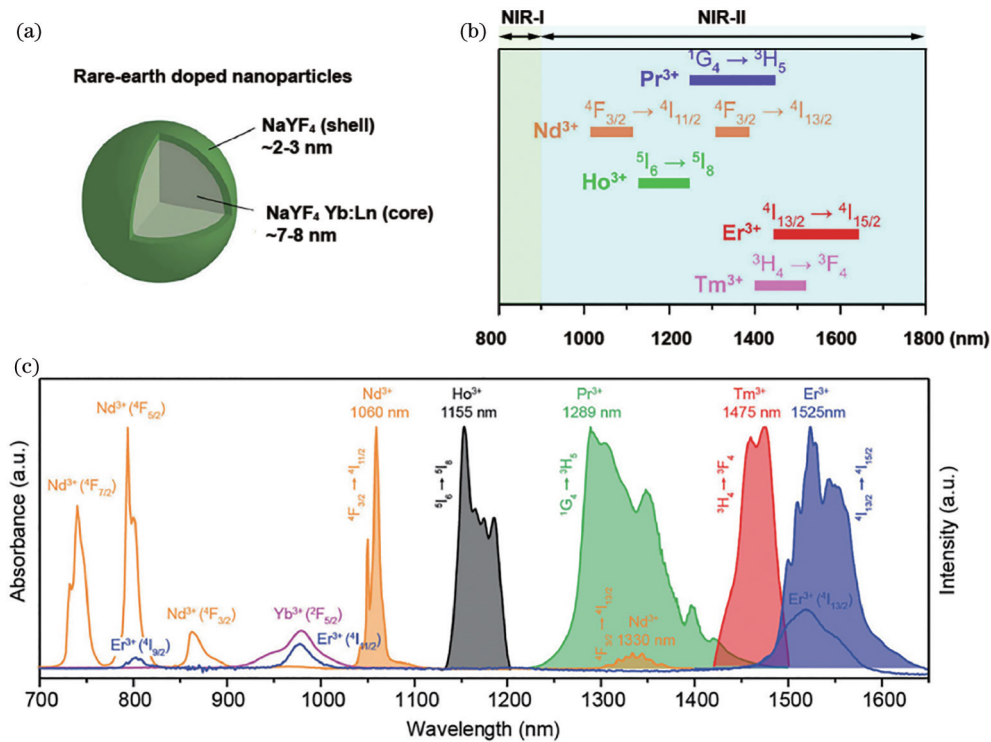 (a)
Rare-earth doped nanoparticles
NaYF₄ (shell)
~2-3 nm
NaYF₄ Yb:Ln (core)
~7-8 nm
(b)
NIR-I
NIR-II
Pr³⁺
¹G₄ → ³H₅
Nd³⁺
⁴F₃/₂ → ⁴I₁₁/₂
⁴F₃/₂ → ⁴I₁₃/₂
Ho³⁺
⁵I₆ → ⁵I₈
Er³⁺
⁴I₁₃/₂ → ⁴I₁₅/₂
Tm³⁺
³H₄ → ³F₄
800 1000 1200 1400 1600 1800 (nm)
(c)
Absorbance (a.u.)
Nd³⁺ (⁴F₇/₂)
Nd³⁺ (⁴F₅/₂)
Er³⁺ (⁴I₉/₂)
Nd³⁺ (⁴F₃/₂)
Yb³⁺ (²F₅/₂)
Er³⁺ (⁴I₁₁/₂)
Nd³⁺
1060 nm
⁴F₃/₂ → ⁴I₁₁/₂
Ho³⁺
1155 nm
⁵I₆ → ⁵I₈
Pr³⁺
1289 nm
¹G₄ → ³H₅
⁴F₃/₂ → ⁴I₁₃/₂
Nd³⁺
1330 nm
Tm³⁺
1475 nm
³H₄ → ³F₄
Er³⁺
1525nm
⁴I₁₃/₂ → ⁴I₁₅/₂
Er³⁺ (⁴I₁₃/₂)
Intensity (a.u.)
700 800 900 1000 1100 1200 1300 1400 1500 1600
Wavelength (nm)